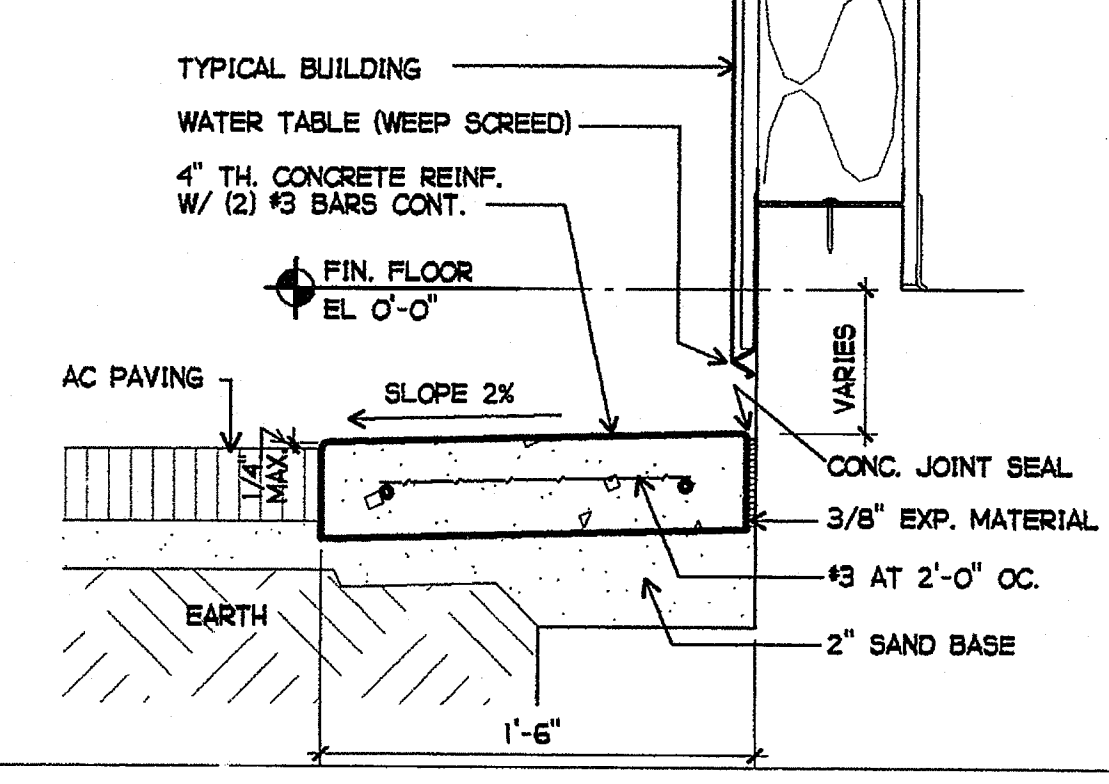 TYPICAL BUILDING
WATER TABLE (WEEP SCREED)
4" TH. CONCRETE REINF.
W/ (2) #3 BARS CONT.
FIN. FLOOR
EL 0'-0"
VARIES
AC PAVING
SLOPE 2%
1/4"
MAX.
CONC. JOINT SEAL
3/8" EXP. MATERIAL
#3 AT 2'-0" OC.
EARTH
2" SAND BASE
1'-6"